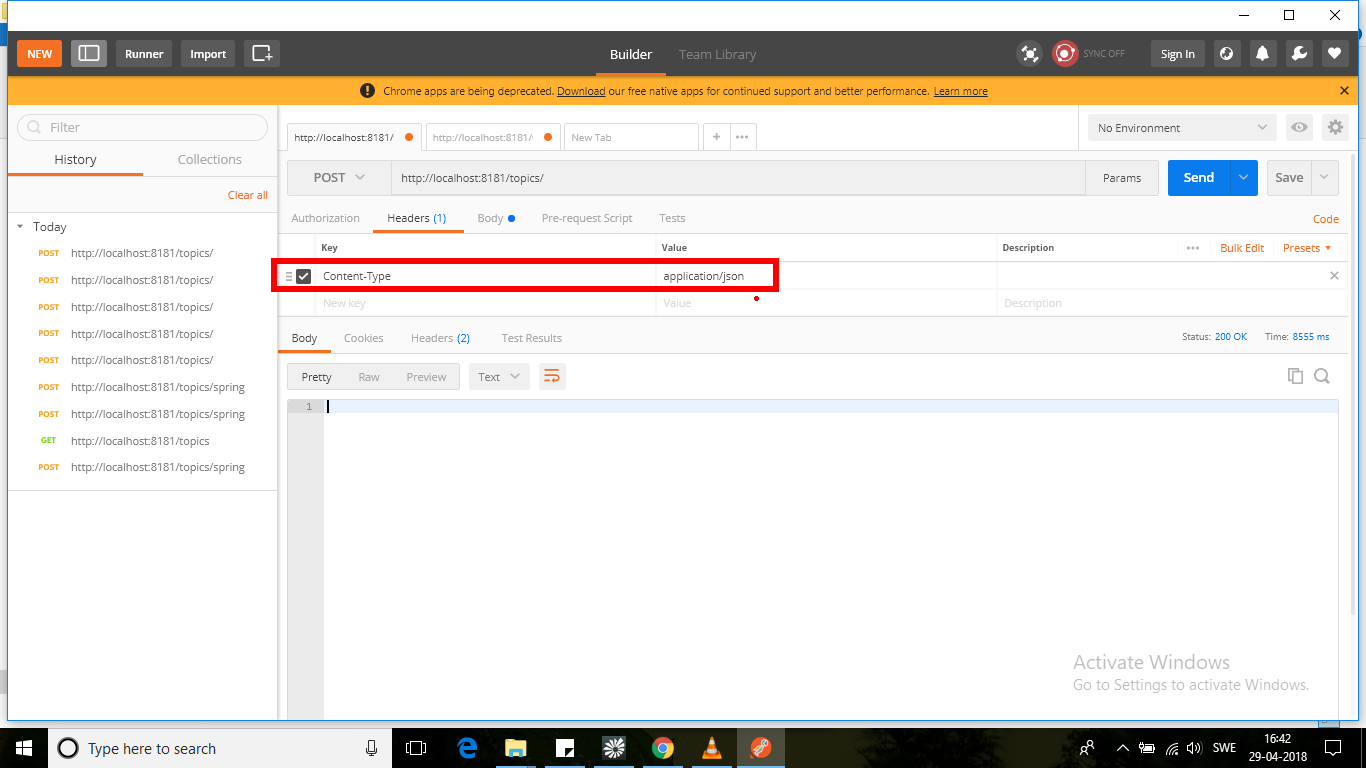 NEW Runner Import Builder Team Library SYNC OFF Sign In
Chrome apps are being deprecated. Download our free native apps for continued support and better performance. Learn more
Filter
History Collections
Clear all
Today
POST http://localhost:8181/topics/
POST http://localhost:8181/topics/
POST http://localhost:8181/topics/
POST http://localhost:8181/topics/
POST http://localhost:8181/topics/
POST http://localhost:8181/topics/spring
POST http://localhost:8181/topics/spring
GET http://localhost:8181/topics
POST http://localhost:8181/topics/spring
http://localhost:8181/ http://localhost:8181/ New Tab + •••
No Environment
POST http://localhost:8181/topics/ Params Send Save
Authorization Headers (1) Body Pre-request Script Tests Code
Key Value Description ••• Bulk Edit Presets
Content-Type application/json
New key Value Description
Body Cookies Headers (2) Test Results Status: 200 OK Time: 8555 ms
Pretty Raw Preview Text
1
Activate Windows
Go to Settings to activate Windows.
Type here to search SWE 16:42
29-04-2018